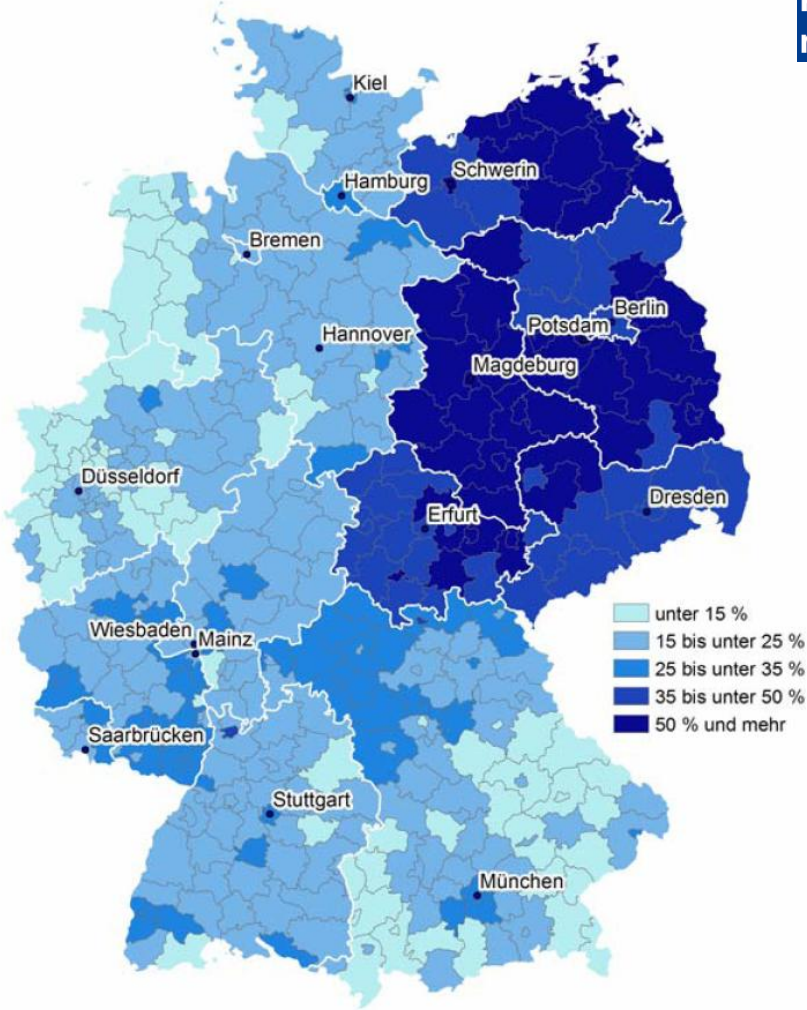 Kiel
Schwerin
Hamburg
Bremen
Berlin
Potsdam
Hannover
Magdeburg
Düsseldorf
Dresden
Erfurt
Wiesbaden
Mainz
Saarbrücken
Stuttgart
München
unter 15 %
15 bis unter 25 %
25 bis unter 35 %
35 bis unter 50 %
50 % und mehr